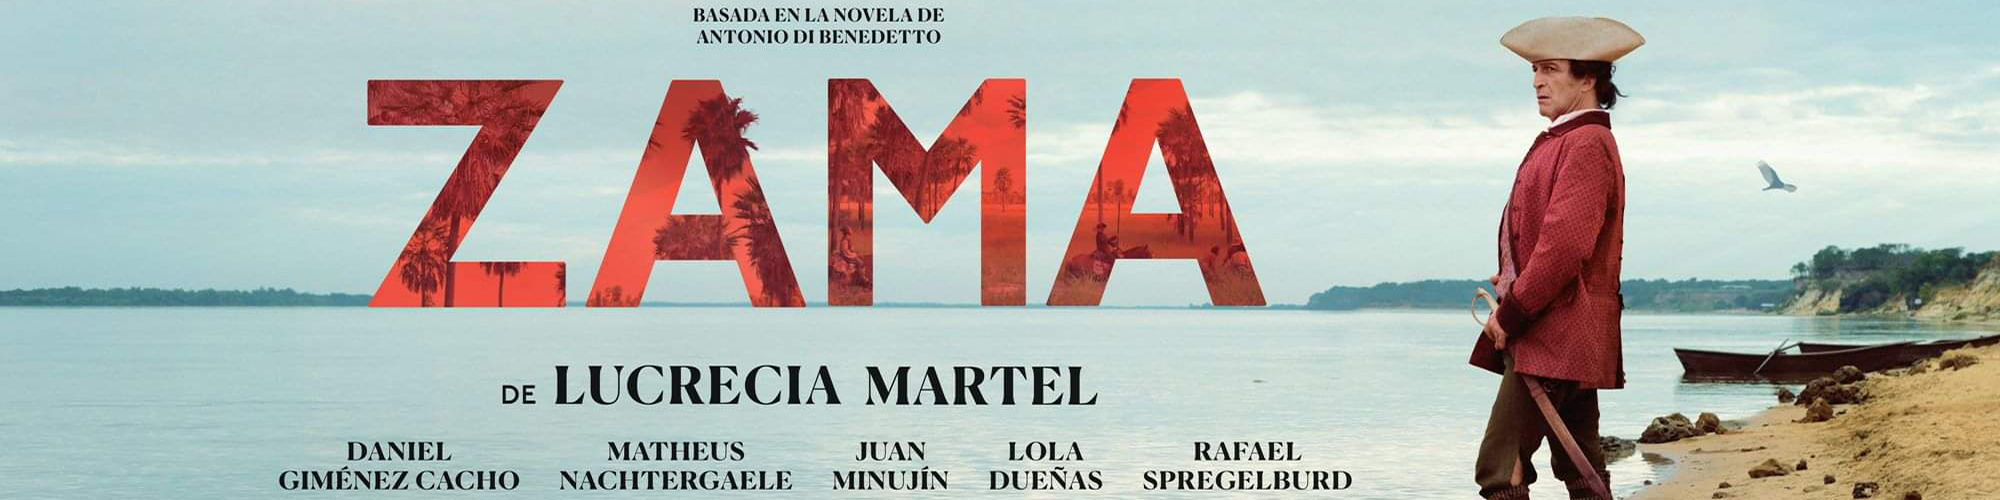 BASADA EN LA NOVELA DE
ANTONIO DI BENEDETTO
ZAMA
DE LUCRECIA MARTEL
DANIEL
GIMÉNEZ CACHO
MATHEUS
NACHTERGAELE
JUAN
MINUJÍN
LOLA
DUEÑAS
RAFAEL
SPREGELBURD